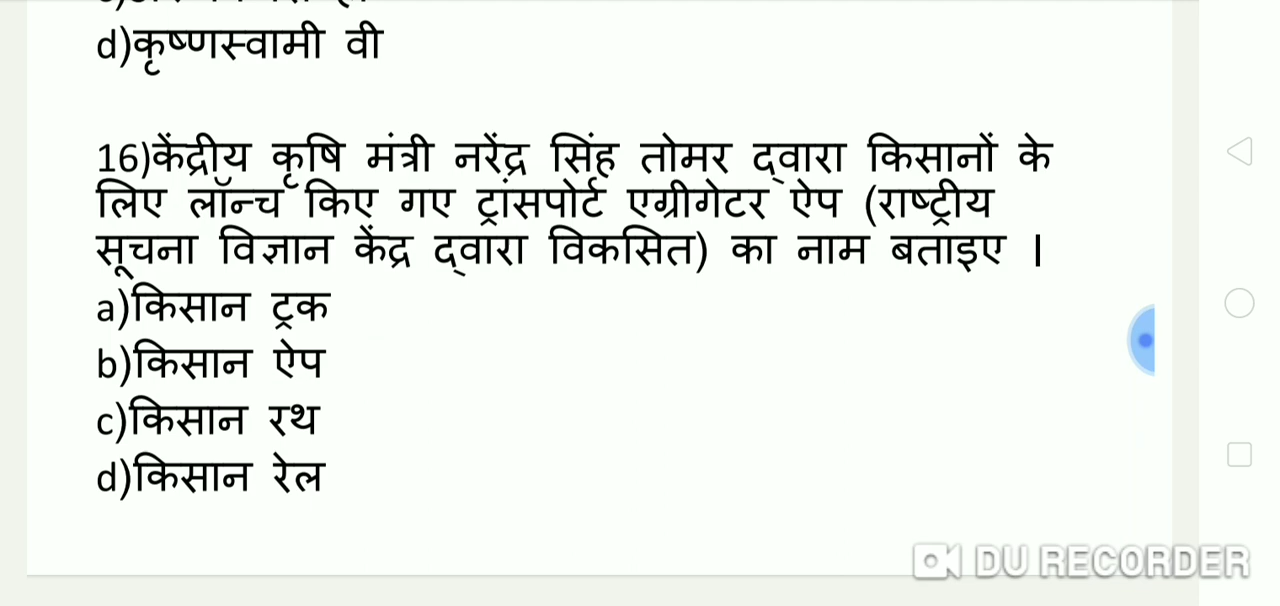 d)कृष्णस्वामी वी
16)केंद्रीय कृषि मंत्री नरेंद्र सिंह तोमर द्वारा किसानों के
लिए लॉन्च किए गए ट्रांसपोर्ट एग्रीगेटर ऐप (राष्ट्रीय
सूचना विज्ञान केंद्र द्वारा विकसित) का नाम बताइए ।
a)किसान ट्रक
b)किसान ऐप
c)किसान रथ
d)किसान रेल
DU RECORDER